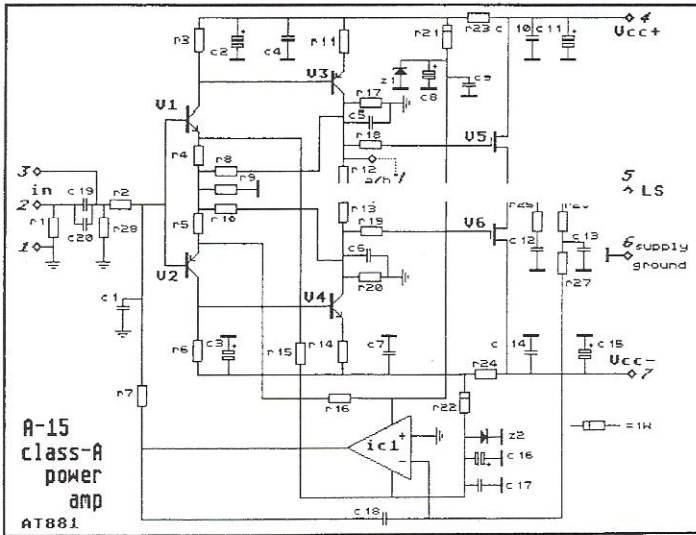 r3
c2
c4
r11
r21
r23
c
10
c11
4
Vcc+
V3
z1
c8
c9
V1
r17
c5
r18
V5
r4
r8
r12
3
r9
5
LS
in
c19
r2
2
r10
r13
r1
c20
r28
r5
r19
V6
c12
c13
6 supply
ground
1
V2
c6
r20
r27
c1
V4
r6
c3
r15
r14
c7
c
14
c15
r24
Vcc-
7
r7
r16
r22
A-15
class-A
power
amp
AT881
ic1
+
-
z2
c16
c17
=1W
c18